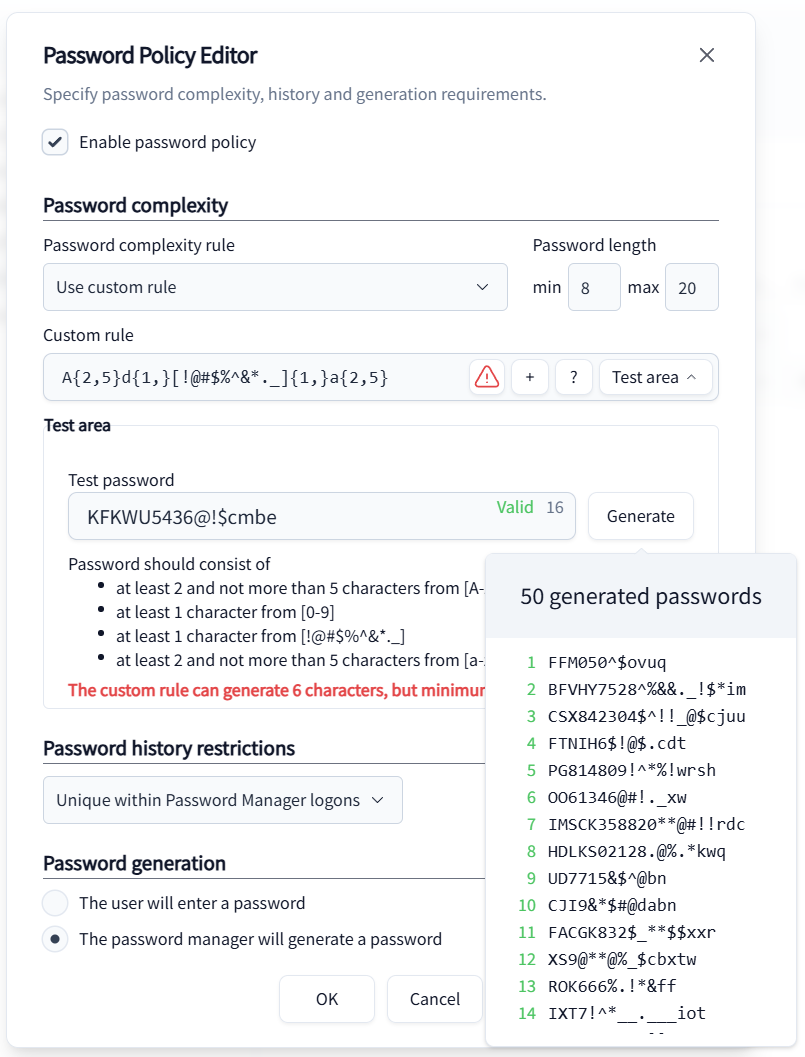 Password Policy Editor
Specify password complexity, history and generation requirements.
Enable password policy
Password complexity
Password complexity rule
Password length
Use custom rule
min 8 max 20
Custom rule
A{2,5}d{1,}[!@#$%^&*._]{1,}a{2,5}
+ ? Test area
Test area
Test password
KFKWU5436@!$cmbe
Valid 16
Generate
Password should consist of
at least 2 and not more than 5 characters from [A-
at least 1 character from [0-9]
at least 1 character from [!@#$%^&*._]
at least 2 and not more than 5 characters from [a-
The custom rule can generate 6 characters, but minimum
Password history restrictions
Unique within Password Manager logons
Password generation
The user will enter a password
The password manager will generate a password
OK Cancel
50 generated passwords
1 FFM050^$ovuq
2 BFVHY7528^%&&._!$*im
3 CSX842304$^!!_@$cjuu
4 FTNIH6$!@$.cdt
5 PG814809!^*%!wrsh
6 OO61346@#!._xw
7 IMSCK358820**@#!!rdc
8 HDLKS02128.@%.*kwq
9 UD7715&$^@bn
10 CJI9&*$#@dabn
11 FACGK832$_**$$xxr
12 XS9@**@%_$cbxtw
13 ROK666%.!*&ff
14 IXT7!^*__.___iot